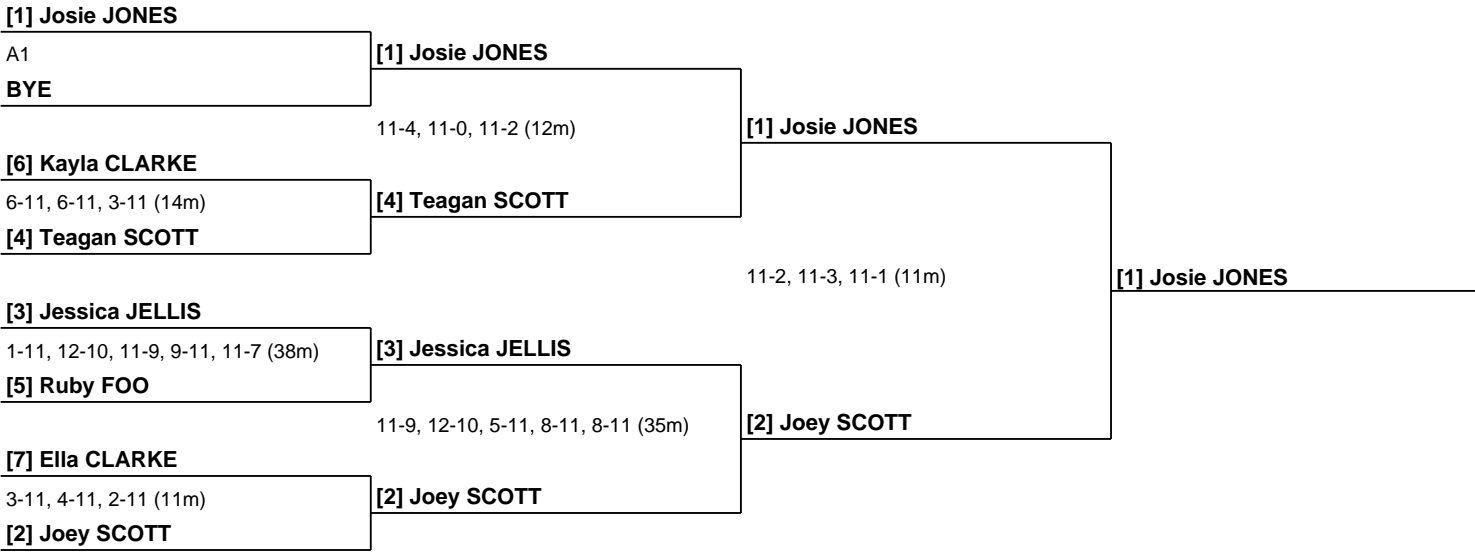 [1] Josie JONES
A1
[1] Josie JONES
BYE
11-4, 11-0, 11-2 (12m)
[1] Josie JONES
[6] Kayla CLARKE
6-11, 6-11, 3-11 (14m)
[4] Teagan SCOTT
[4] Teagan SCOTT
11-2, 11-3, 11-1 (11m)
[1] Josie JONES
[3] Jessica JELLIS
1-11, 12-10, 11-9, 9-11, 11-7 (38m)
[3] Jessica JELLIS
[5] Ruby FOO
11-9, 12-10, 5-11, 8-11, 8-11 (35m)
[2] Joey SCOTT
[7] Ella CLARKE
3-11, 4-11, 2-11 (11m)
[2] Joey SCOTT
[2] Joey SCOTT